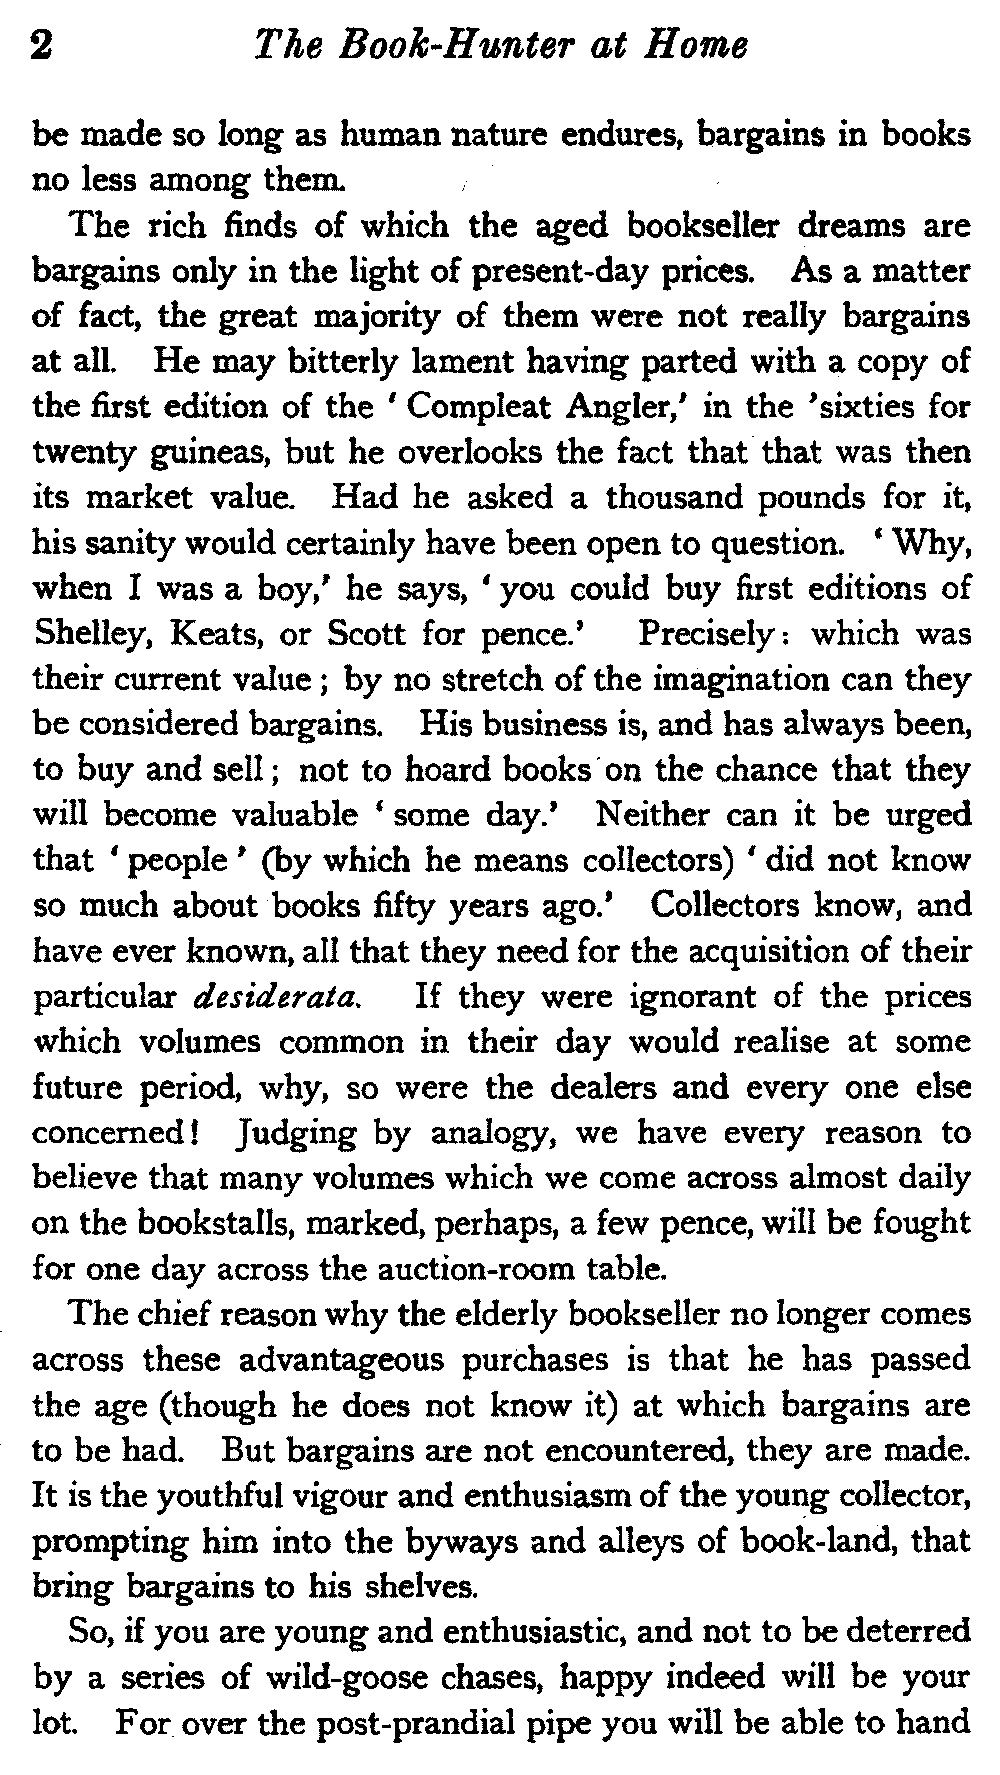 2 The Book-Hunter at Home
be made so long as human nature endures, bargains in books
no less among them.
The rich finds of which the aged bookseller dreams are
bargains only in the light of present-day prices. As a matter
of fact, the great majority of them were not really bargains
at all. He may bitterly lament having parted with a copy of
the first edition of the ‘ Compleat Angler,’ in the ’sixties for
twenty guineas, but he overlooks the fact that that was then
its market value. Had he asked a thousand pounds for it,
his sanity would certainly have been open to question. ‘ Why,
when I was a boy,’ he says, ‘ you could buy first editions of
Shelley, Keats, or Scott for pence.’ Precisely: which was
their current value ; by no stretch of the imagination can they
be considered bargains. His business is, and has always been,
to buy and sell ; not to hoard books on the chance that they
will become valuable ‘ some day.’ Neither can it be urged
that ‘ people ’ (by which he means collectors) ‘ did not know
so much about books fifty years ago.’ Collectors know, and
have ever known, all that they need for the acquisition of their
particular desiderata. If they were ignorant of the prices
which volumes common in their day would realise at some
future period, why, so were the dealers and every one else
concerned! Judging by analogy, we have every reason to
believe that many volumes which we come across almost daily
on the bookstalls, marked, perhaps, a few pence, will be fought
for one day across the auction-room table.
The chief reason why the elderly bookseller no longer comes
across these advantageous purchases is that he has passed
the age (though he does not know it) at which bargains are
to be had. But bargains are not encountered, they are made.
It is the youthful vigour and enthusiasm of the young collector,
prompting him into the byways and alleys of book-land, that
bring bargains to his shelves.
So, if you are young and enthusiastic, and not to be deterred
by a series of wild-goose chases, happy indeed will be your
lot. For over the post-prandial pipe you will be able to hand